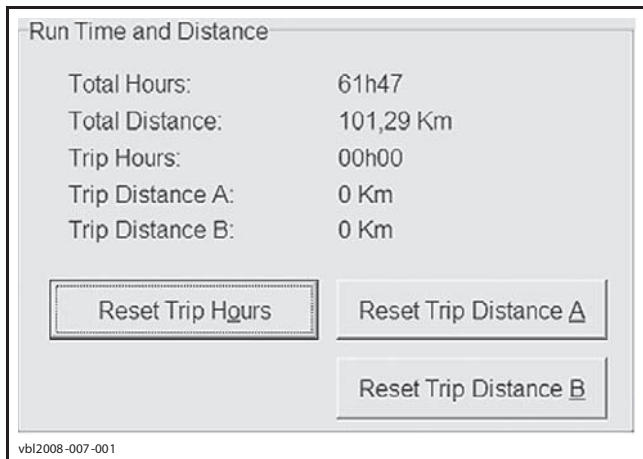 Run Time and Distance
Total Hours: 61h47
Total Distance: 101,29 Km
Trip Hours: 00h00
Trip Distance A: 0 Km
Trip Distance B: 0 Km
Reset Trip Hours Reset Trip Distance A
Reset Trip Distance B
vbl2008-007-001